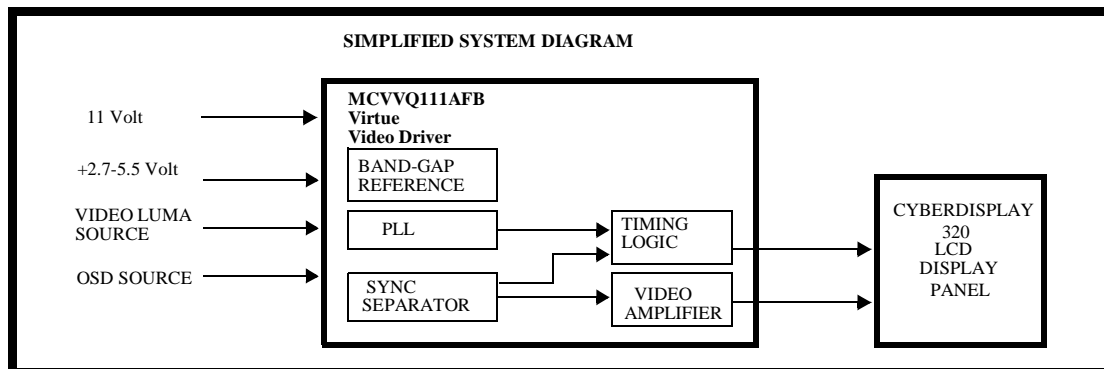 SIMPLIFIED SYSTEM DIAGRAM
MCVVQ111AFB
Virtue
Video Driver
11 Volt
+2.7-5.5 Volt
VIDEO LUMA
SOURCE
OSD SOURCE
BAND-GAP
REFERENCE
PLL
SYNC
SEPARATOR
TIMING
LOGIC
VIDEO
AMPLIFIER
CYBERDISPLAY
320
LCD
DISPLAY
PANEL